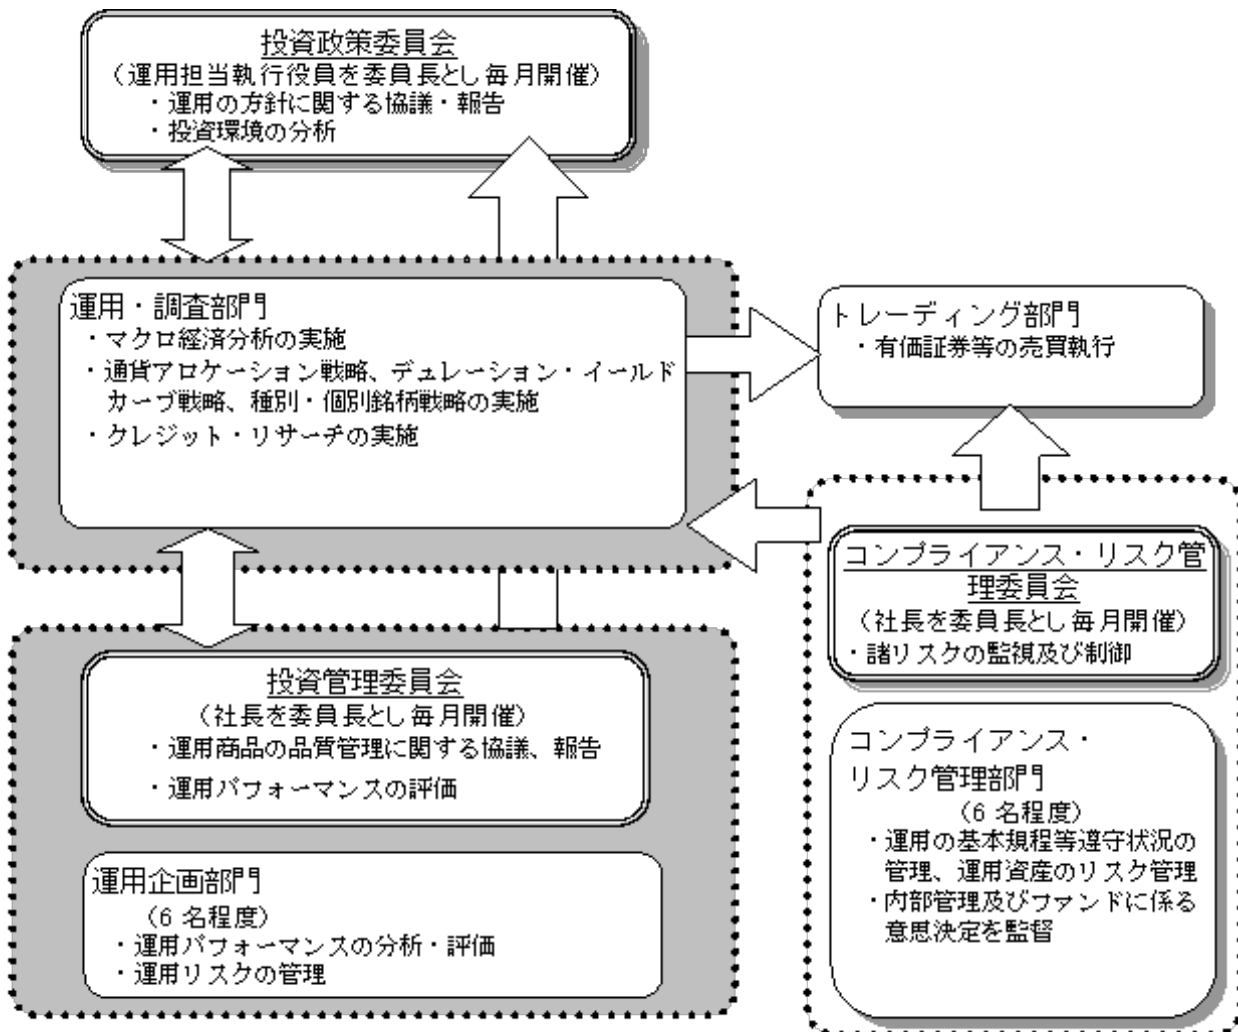 投資政策委員会
(運用担当執行役員を委員長とし毎月開催)
・運用の方針に関する協議・報告
・投資環境の分析
運用・調査部門
・マクロ経済分析の実施
・通貨アロケーション戦略、デュレーション・イールド
カーブ戦略、種別・個別銘柄戦略の実施
・クレジット・リサーチの実施
トレーディング部門
・有価証券等の売買執行
コンプライアンス・リスク管
理委員会
(社長を委員長とし毎月開催)
・諸リスクの監視及び制御
投資管理委員会
(社長を委員長とし毎月開催)
・運用商品の品質管理に関する協議、報告
・運用パフォーマンスの評価
コンプライアンス・
リスク管理部門
(6 名程度)
・運用の基本規程等遵守状況の
管理、運用資産のリスク管理
・内部管理及びファンドに係る
意思決定を監督
運用企画部門
(6 名程度)
・運用パフォーマンスの分析・評価
・運用リスクの管理